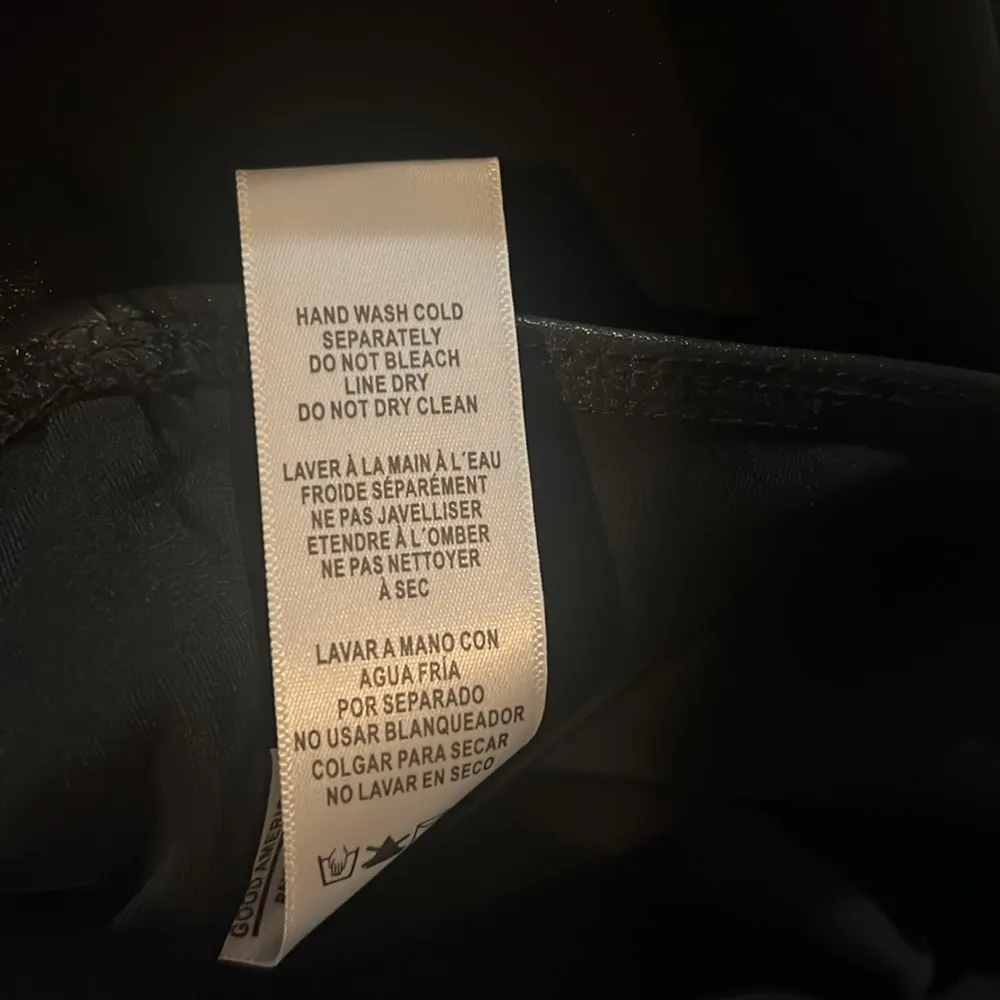 HAND WASH COLD
SEPARATELY
DO NOT BLEACH
LINE DRY
DO NOT DRY CLEAN
LAVER À LA MAIN À L´EAU
FROIDE SÉPARÉMENT
NE PAS JAVELLISER
ETENDRE À L´OMBER
NE PAS NETTOYER
À SEC
LAVAR A MANO CON
AGUA FRÍA
POR SEPARADO
NO USAR BLANQUEADOR
COLGAR PARA SECAR
NO LAVAR EN SECO
GOOD